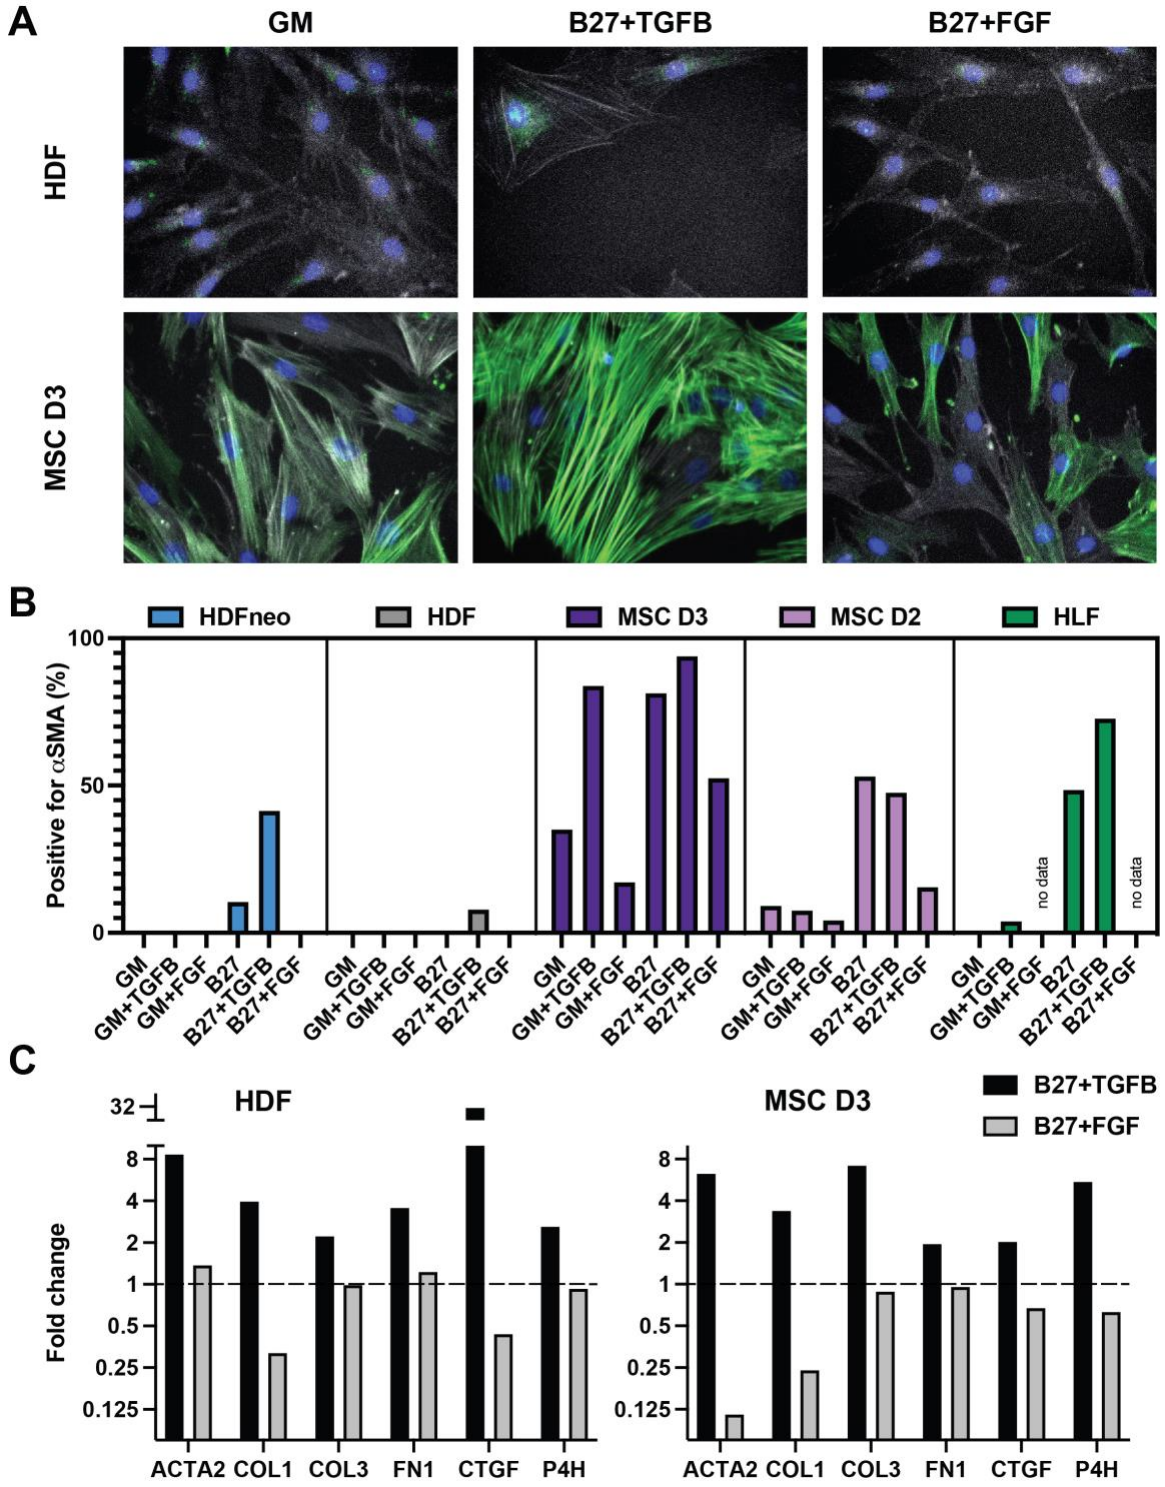 A
GM
B27+TGFB
B27+FGF
HDF
MSC D3
B
HDFneo
HDF
MSC D3
MSC D2
HLF
Positive for αSMA (%)
100
50
0
no data
no data
GM
GM+TGFB
GM+FGF
B27
B27+TGFB
B27+FGF
GM
GM+TGFB
GM+FGF
B27
B27+TGFB
B27+FGF
GM
GM+TGFB
GM+FGF
B27
B27+TGFB
B27+FGF
GM
GM+TGFB
GM+FGF
B27
B27+TGFB
B27+FGF
GM
GM+TGFB
GM+FGF
B27
B27+TGFB
B27+FGF
C
B27+TGFB
B27+FGF
HDF
Fold change
32
8
4
2
1
0.5
0.25
0.125
ACTA2 COL1 COL3 FN1 CTGF P4H
MSC D3
8
4
2
1
0.5
0.25
0.125
ACTA2 COL1 COL3 FN1 CTGF P4H